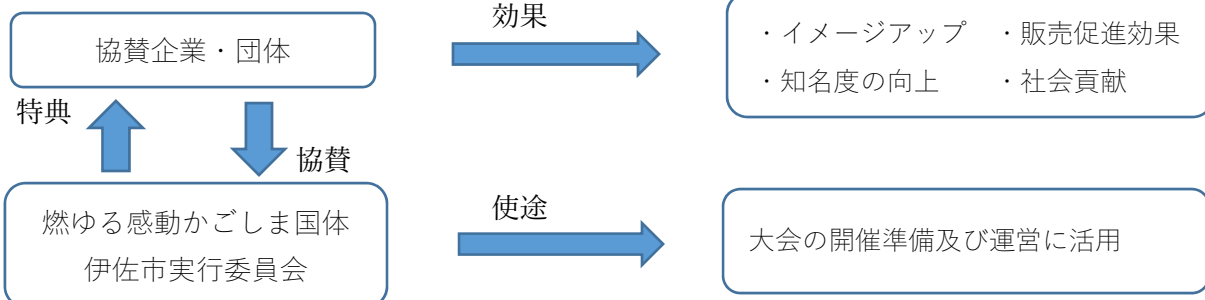 効果
協賛企業・団体
・イメージアップ ・販売促進効果
・知名度の向上 ・社会貢献
特典
協賛
燃ゆる感動かごしま国体
伊佐市実行委員会
使途
大会の開催準備及び運営に活用